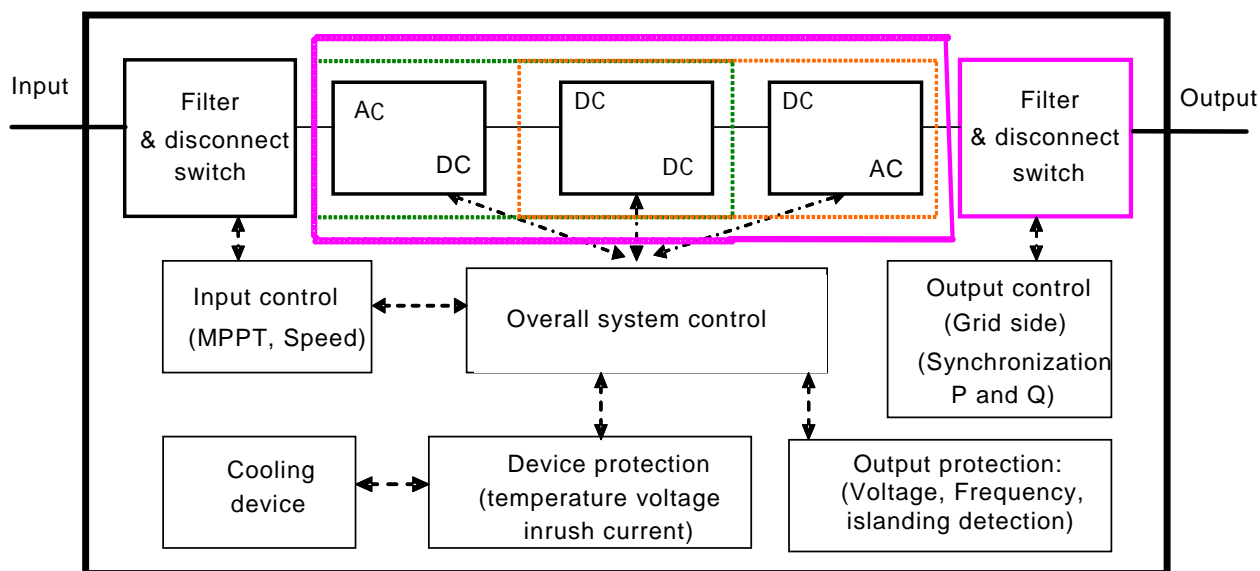 Input
Filter
& disconnect
switch
AC
DC
DC
DC
DC
AC
Filter
& disconnect
switch
Output
Input control
(MPPT, Speed)
Overall system control
Output control
(Grid side)
(Synchronization
P and Q)
Cooling
device
Device protection
(temperature voltage
inrush current)
Output protection:
(Voltage, Frequency,
islanding detection)